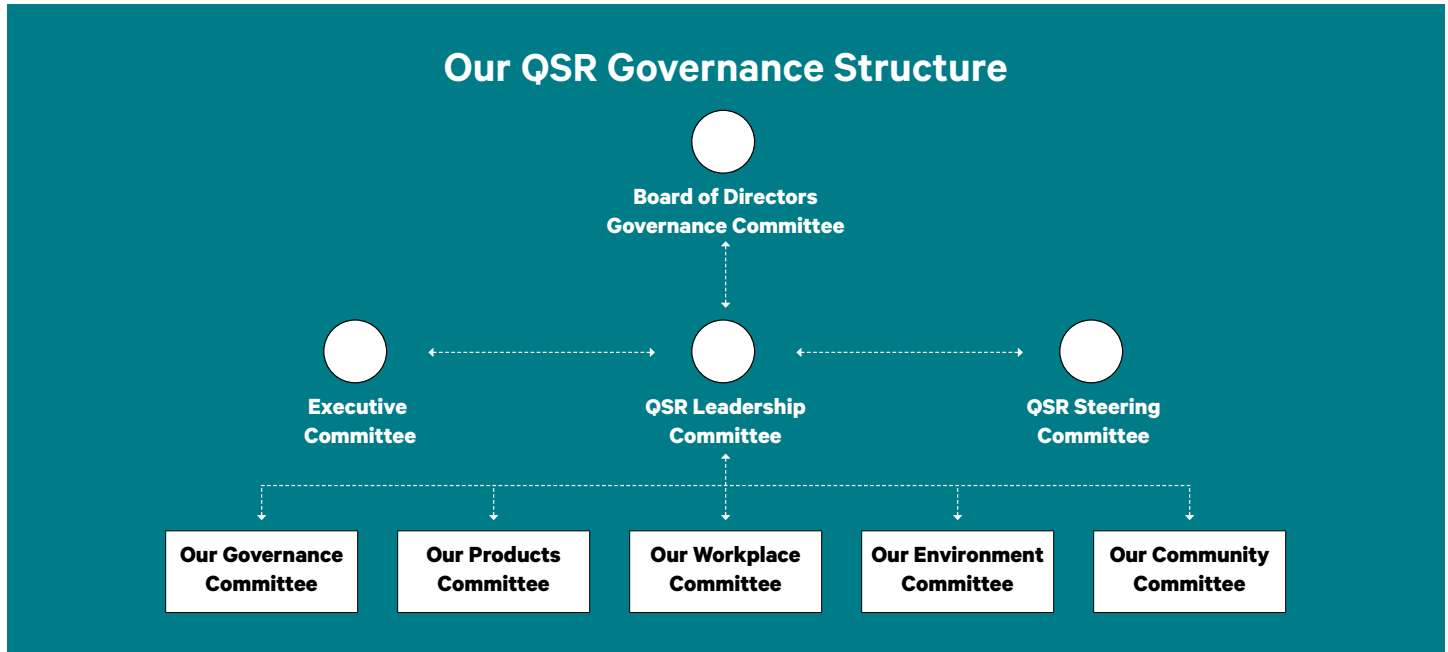 Our QSR Governance Structure
Board of Directors
Governance Committee
Executive
Committee
QSR Leadership
Committee
QSR Steering
Committee
Our Governance
Committee
Our Products
Committee
Our Workplace
Committee
Our Environment
Committee
Our Community
Committee